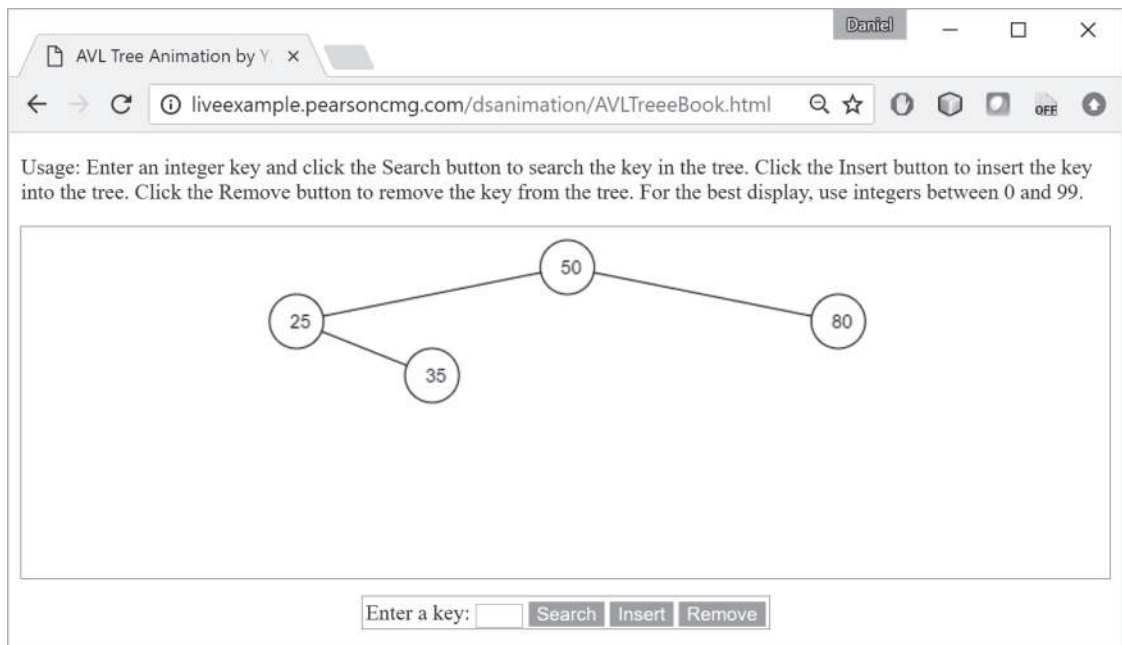 Daniel
AVL Tree Animation by Y.
liveexample.pearsoncmg.com/dsanimation/AVLTreeeBook.html
OFF
Usage: Enter an integer key and click the Search button to search the key in the tree. Click the Insert button to insert the key
into the tree. Click the Remove button to remove the key from the tree. For the best display, use integers between 0 and 99.
50
25
80
35
Enter a key: Search Insert Remove